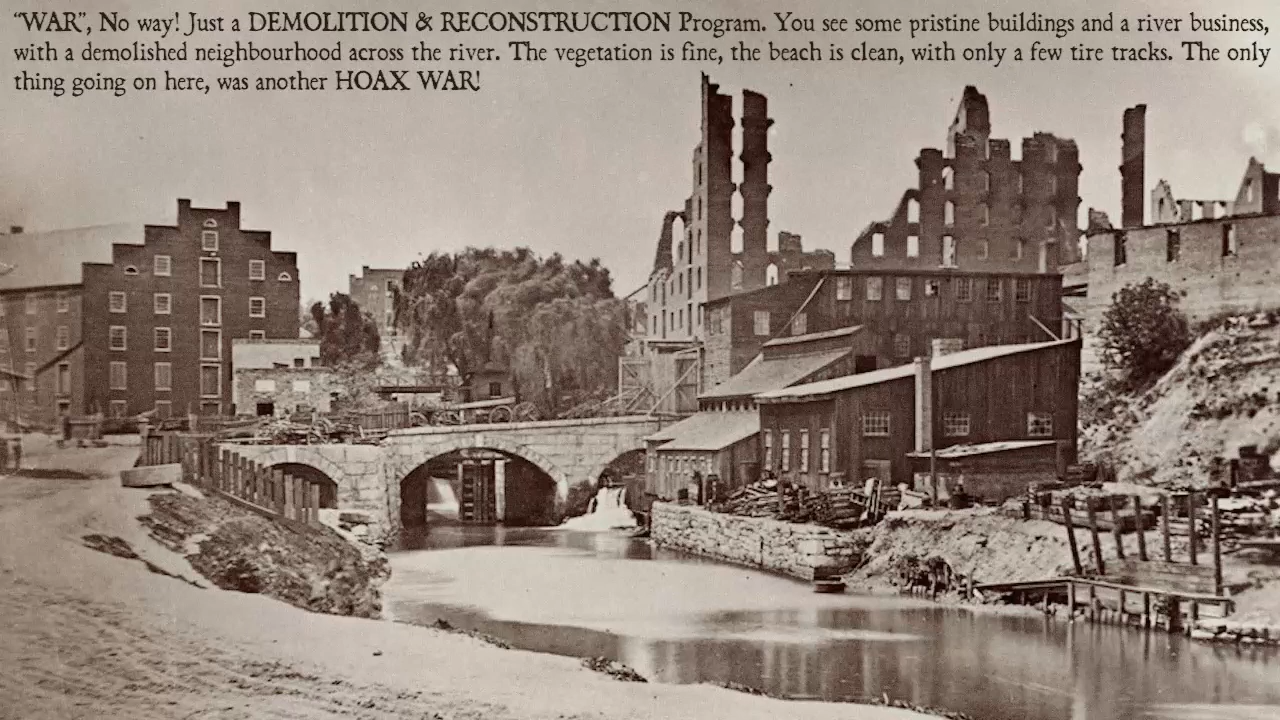 "WAR", No way! Just a DEMOLITION & RECONSTRUCTION Program. You see some pristine buildings and a river business,
with a demolished neighbourhood across the river. The vegetation is fine, the beach is clean, with only a few tire tracks. The only
thing going on here, was another HOAX WAR!